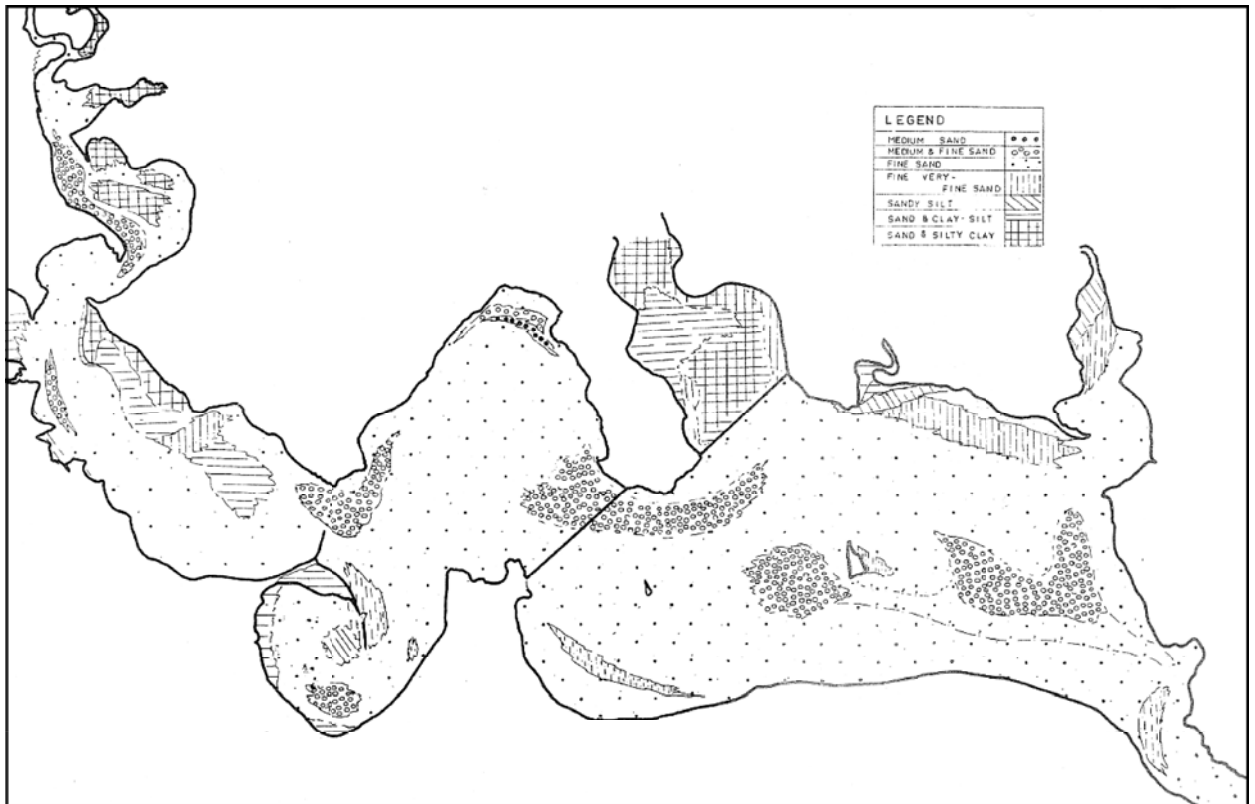 LEGEND
MEDIUM SAND
MEDIUM & FINE SAND
FINE SAND
FINE VERY-
FINE SAND
SANDY SILT
SAND & CLAY-SILT
SAND & SILTY CLAY